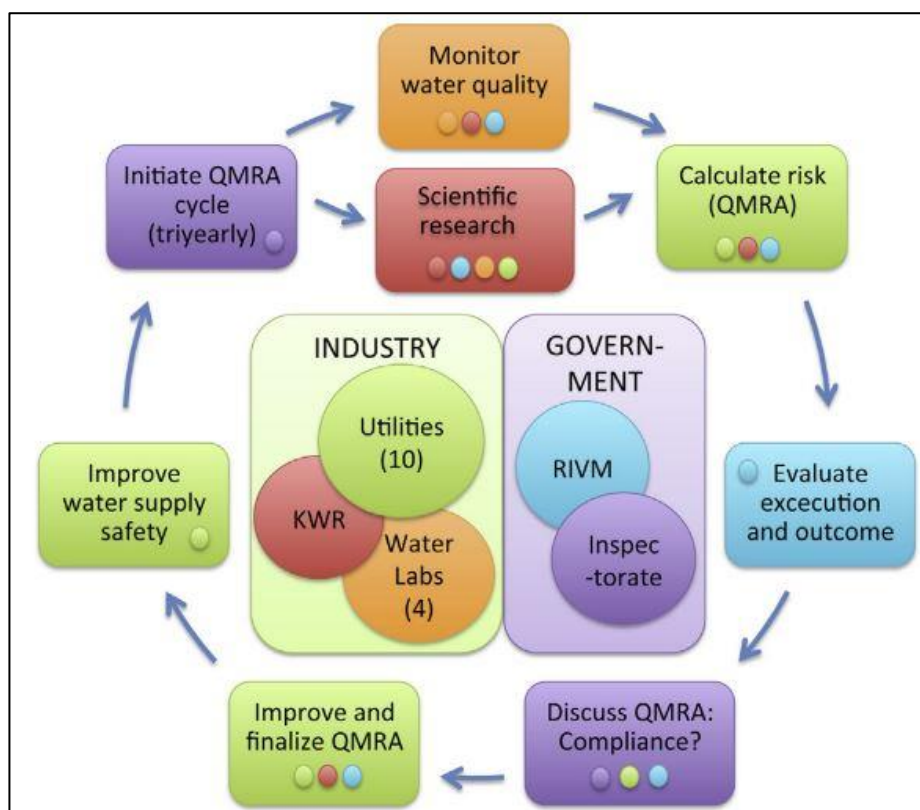 Monitor
water quality
Initiate QMRA
cycle
(triyearly)
Scientific
research
Calculate risk
(QMRA)
INDUSTRY
GOVERN-
MENT
Utilities
(10)
KWR
Water
Labs
(4)
RIVM
Inspec
-torate
Improve
water supply
safety
Evaluate
excecution
and outcome
Improve and
finalize QMRA
Discuss QMRA:
Compliance?